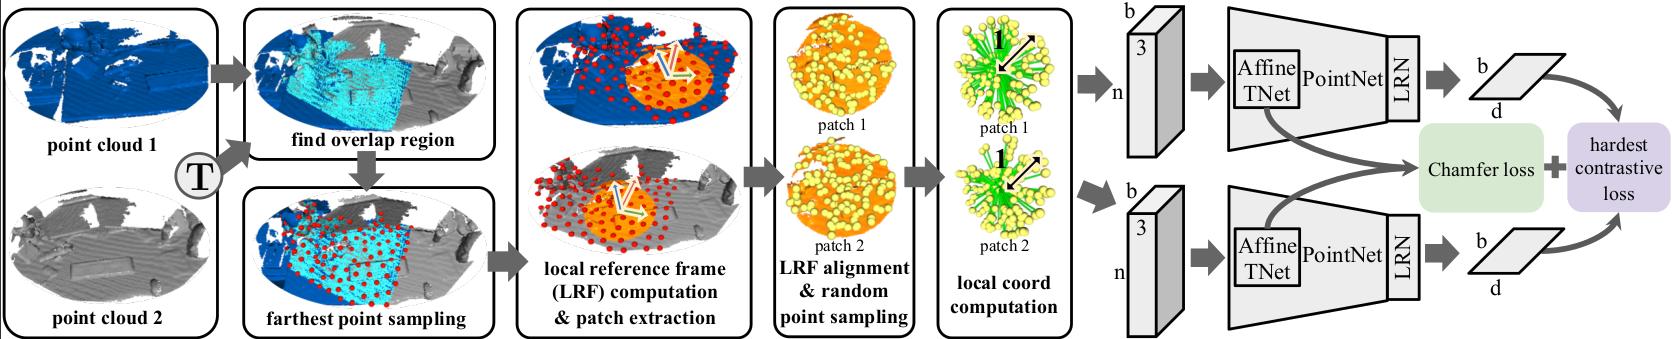 point cloud 1
T
point cloud 2
find overlap region
farthest point sampling
local reference frame
(LRF) computation
& patch extraction
patch 1
patch 2
LRF alignment
& random
point sampling
1
patch 1
1
patch 2
local coord
computation
b
3
n
Affine
TNet
PointNet
LRN
b
d
b
3
n
Affine
TNet
PointNet
LRN
b
d
Chamfer loss
+
hardest
contrastive
loss